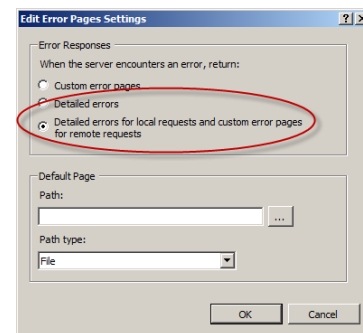 Edit Error Pages Settings
Error Responses
When the server encounters an error, return:
Custom error pages
Detailed errors
Detailed errors for local requests and custom error pages
for remote requests
Default Page
Path:
...
Path type:
File
OK
Cancel